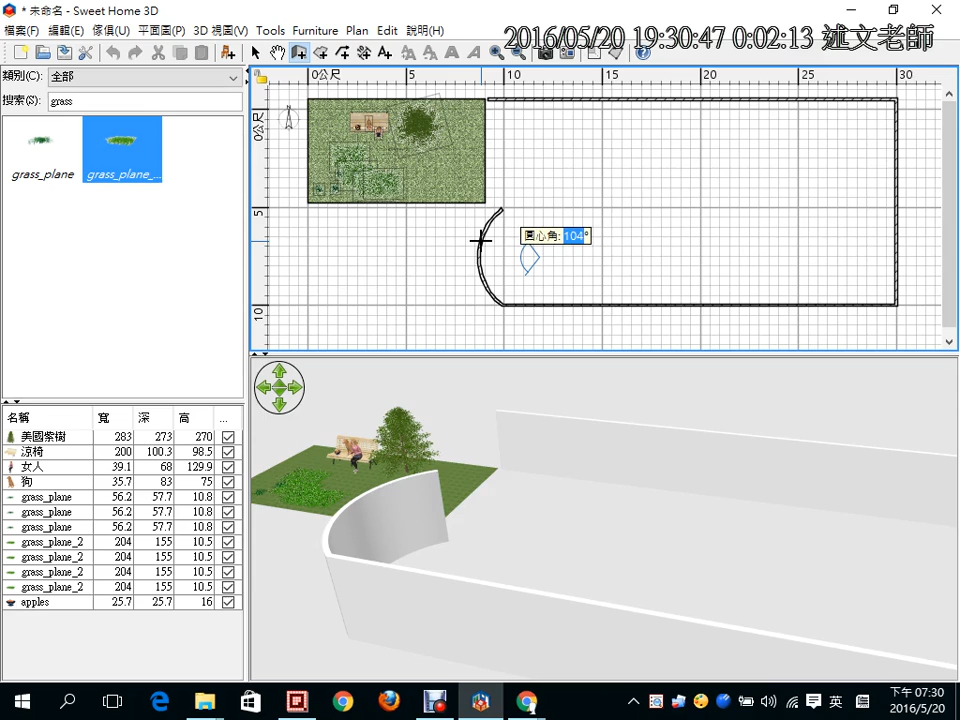 * 未命名 - Sweet Home 3D
檔案(F) 編輯(E) 傢俱(U) 平面圖(P) 3D 視圖(V) Tools Furniture Plan Edit 說明(H)
2016/05/20 19:30:47 0:02:13 述文老師
類別(C): 全部
搜索(S): grass
grass_plane grass_plane_...
0公尺 5 10 15 20 25 30
0公尺
5
10
圓心角: 104°
名稱 寬 深 高 ...
美國紫樹 283 273 270
涼椅 200 100.3 98.5
女人 39.1 68 129.9
狗 35.7 83 75
grass_plane 56.2 57.7 10.8
grass_plane 56.2 57.7 10.8
grass_plane 56.2 57.7 10.8
grass_plane_2 204 155 10.5
grass_plane_2 204 155 10.5
grass_plane_2 204 155 10.5
grass_plane_2 204 155 10.5
apples 25.7 25.7 16
英
下午 07:30
2016/5/20